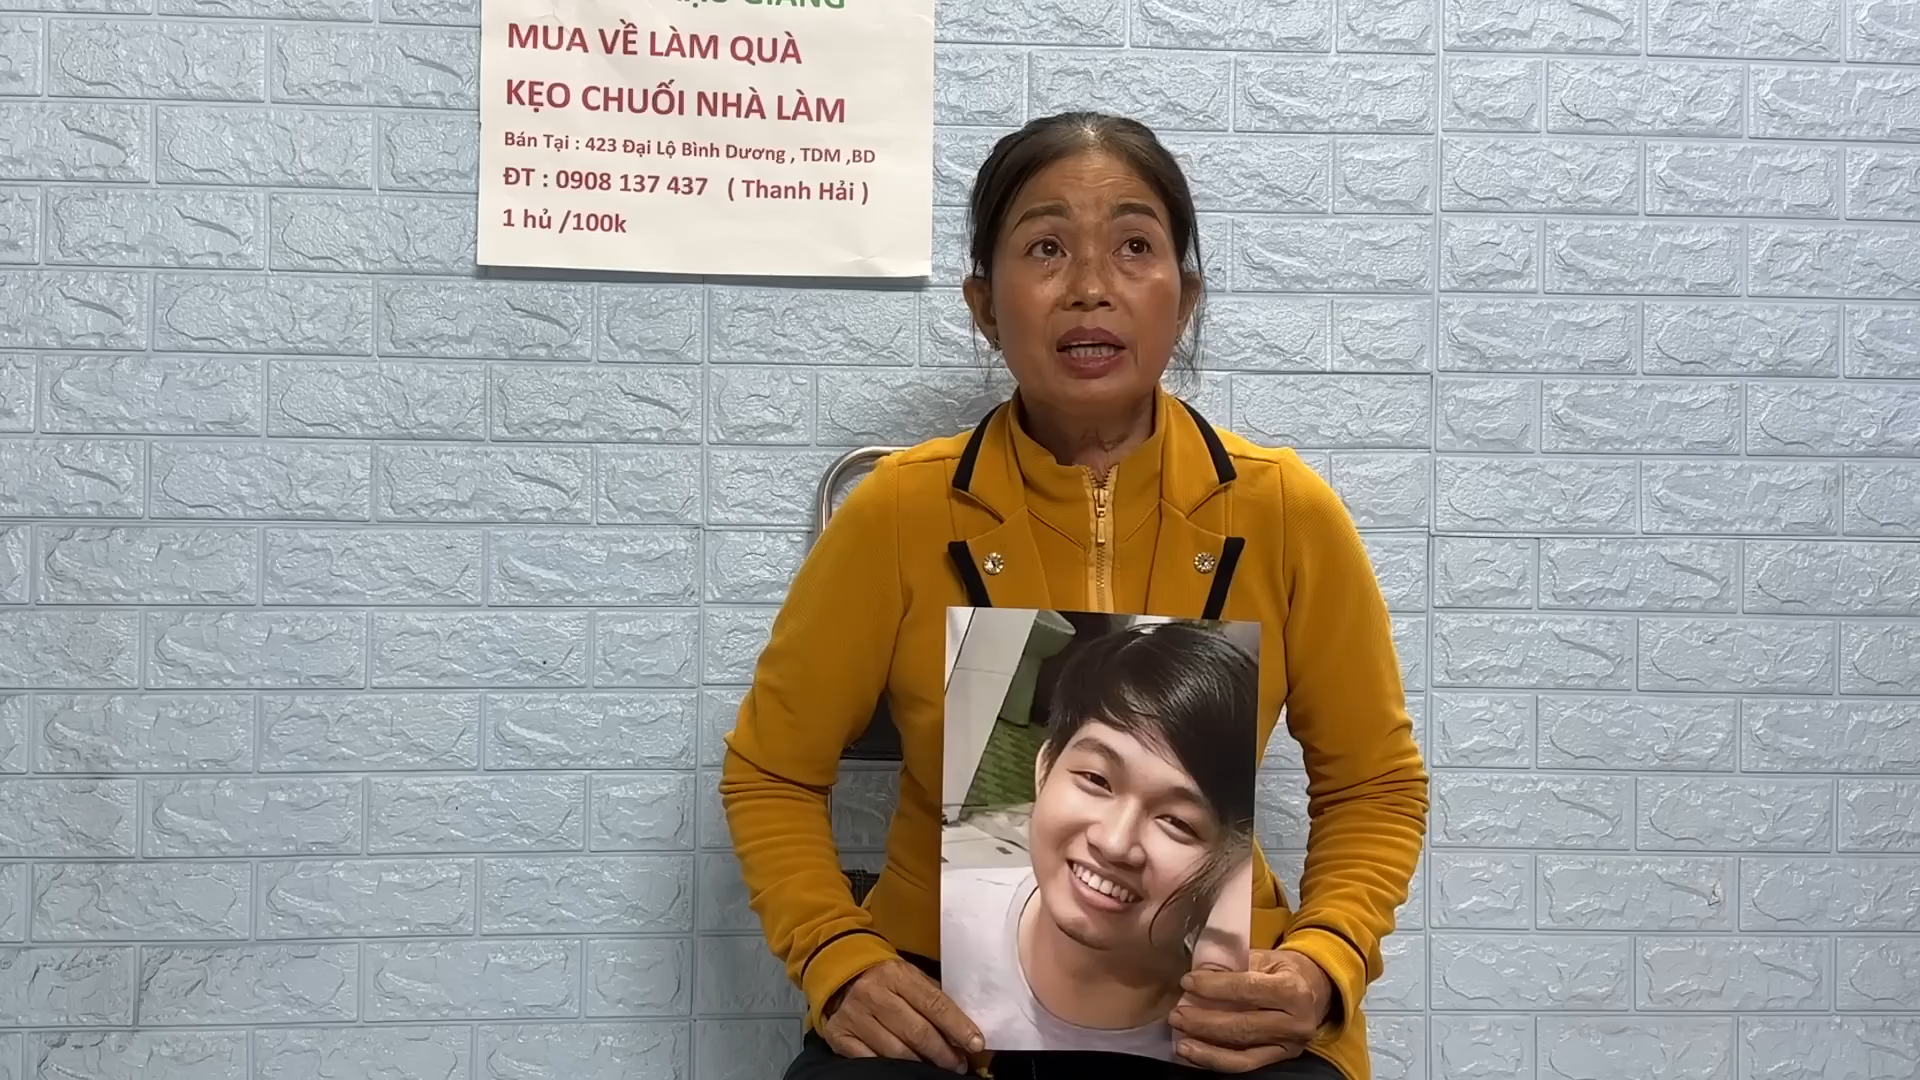 GIANG
MUA VỀ LÀM QUÀ
KẸO CHUỐI NHÀ LÀM
Bán Tại : 423 Đại Lộ Bình Dương , TDM ,BD
ĐT : 0908 137 437 ( Thanh Hải )
1 hủ /100k